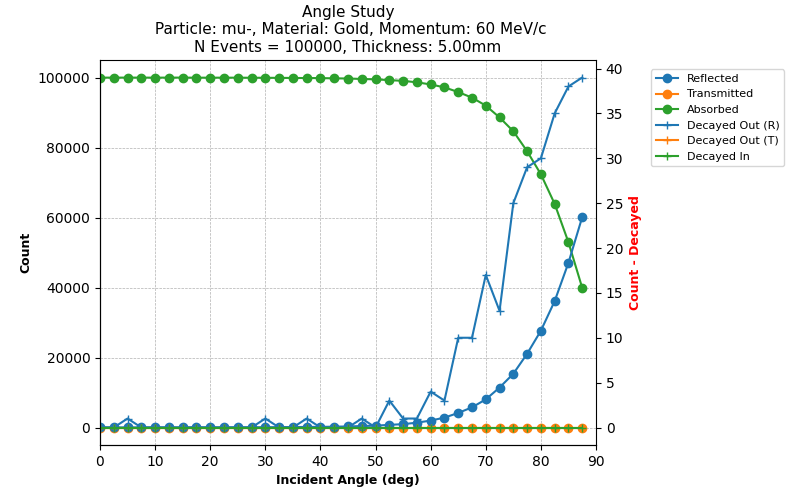 Angle Study
Particle: mu-, Material: Gold, Momentum: 60 MeV/c
N Events = 100000, Thickness: 5.00mm
100000
80000
60000
40000
20000
0
Count
0 10 20 30 40 50 60 70 80 90
Incident Angle (deg)
40
35
30
25
20
15
10
5
0
Count - Decayed
Reflected
Transmitted
Absorbed
Decayed Out (R)
Decayed Out (T)
Decayed In